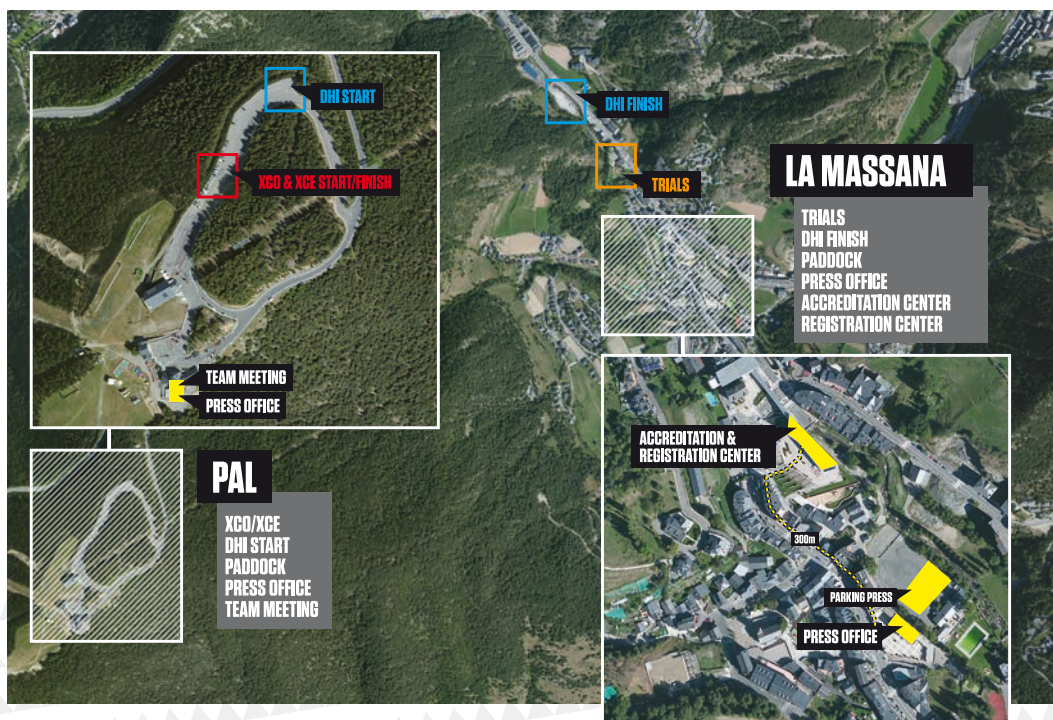 DHI START
XCO & XCE START/FINISH
TEAM MEETING
PRESS OFFICE
PAL
XCO/XCE
DHI START
PADDOCK
PRESS OFFICE
TEAM MEETING
DHI FINISH
TRIALS
LA MASSANA
TRIALS
DHI FINISH
PADDOCK
PRESS OFFICE
ACCREDITATION CENTER
REGISTRATION CENTER
ACCREDITATION &
REGISTRATION CENTER
300m
PARKING PRESS
PRESS OFFICE